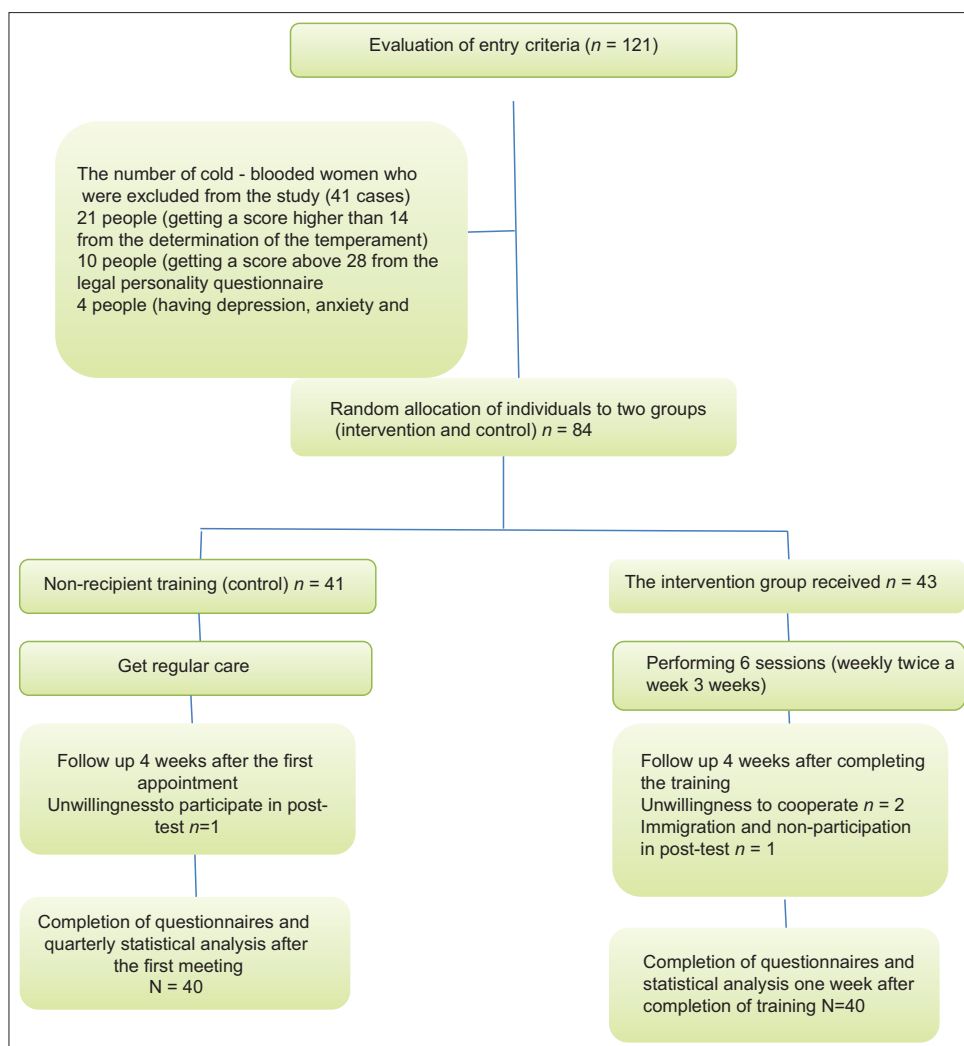 Evaluation of entry criteria (n = 121)
The number of cold - blooded women who
were excluded from the study (41 cases)
21 people (getting a score higher than 14
from the determination of the temperament)
10 people (getting a score above 28 from the
legal personality questionnaire
4 people (having depression, anxiety and
Random allocation of individuals to two groups
(intervention and control) n = 84
Non-recipient training (control) n = 41
Get regular care
Follow up 4 weeks after the first
appointment
Unwillingnessto participate in post-
test n=1
Completion of questionnaires and
quarterly statistical analysis after
the first meeting
N = 40
The intervention group received n = 43
Performing 6 sessions (weekly twice a
week 3 weeks)
Follow up 4 weeks after completing
the training
Unwillingness to cooperate n = 2
Immigration and non-participation
in post-test n = 1
Completion of questionnaires and
statistical analysis one week after
completion of training N=40